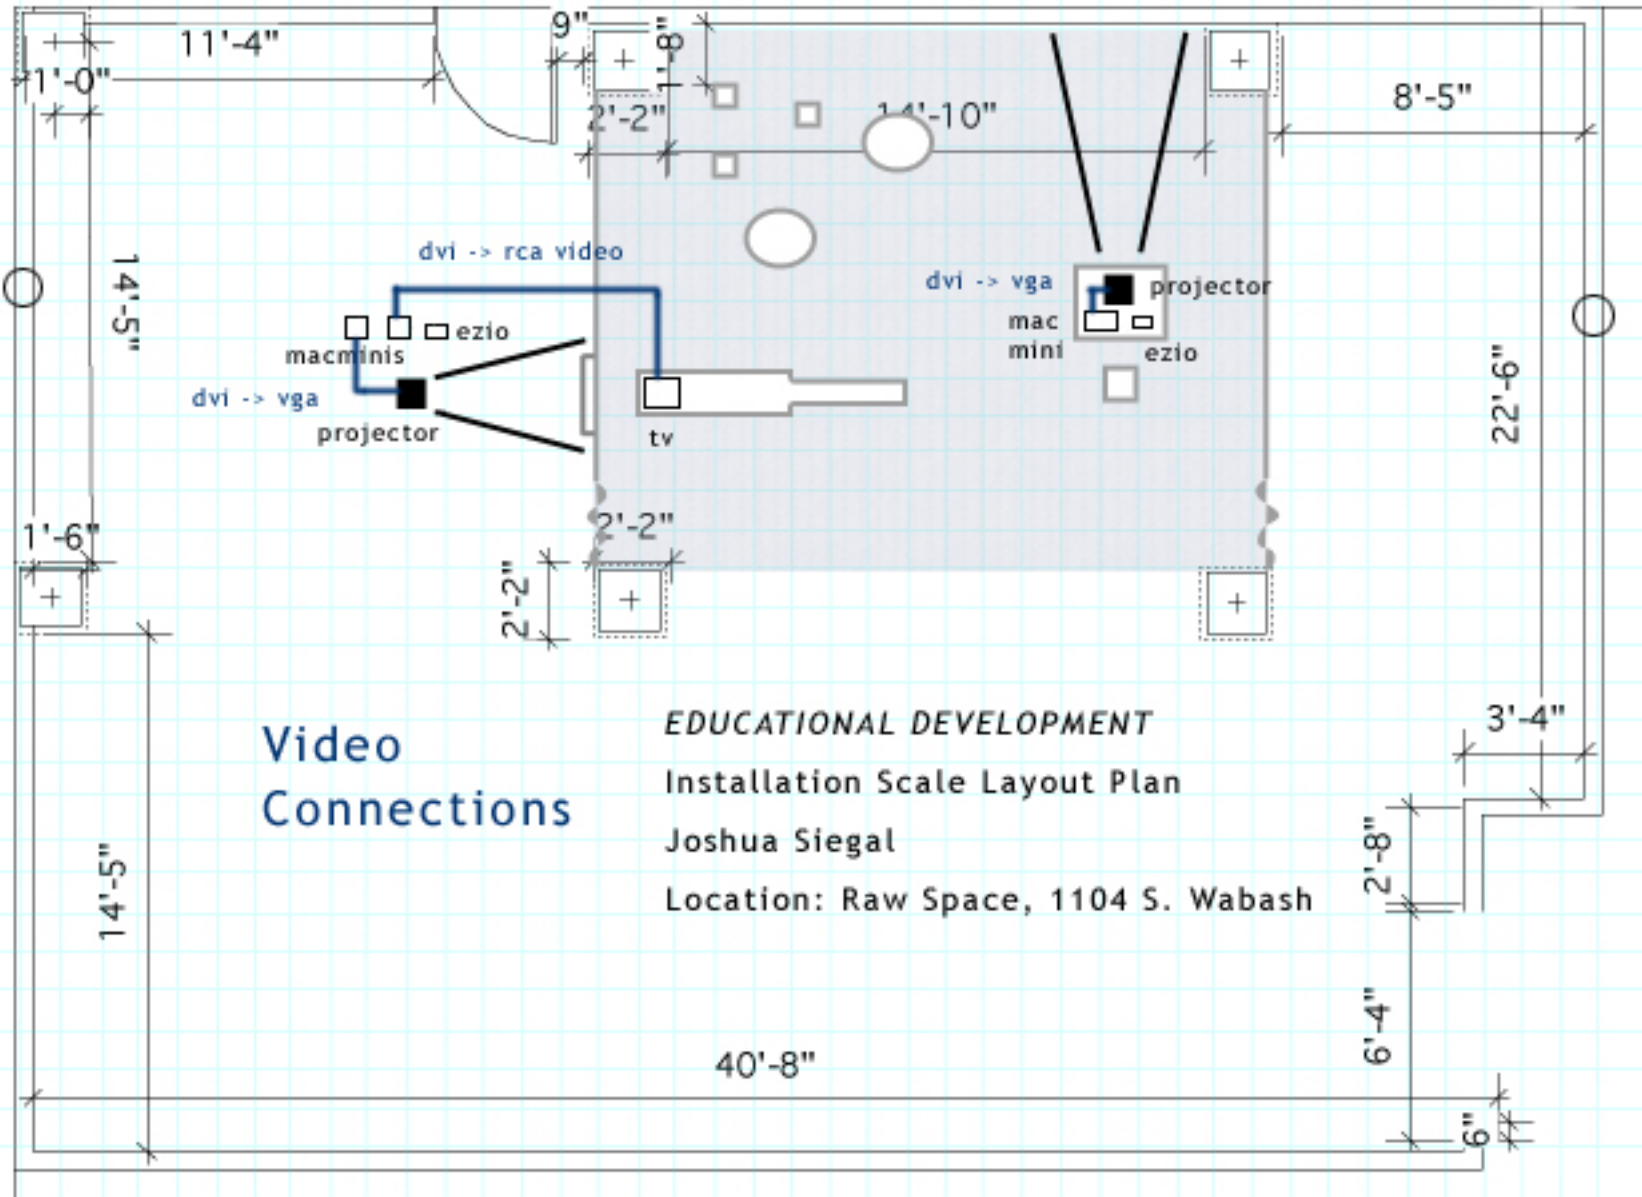 9"
11'-4"
1'-8"
1'-0"
8'-5"
2'-2"
14'-10"
dvi -> rca video
14'-5"
dvi -> vga
projector
mac
mini
ezio
ezio
macminis
dvi -> vga
projector
tv
22'-6"
1'-6"
2'-2"
2'-2"
3'-4"
Video
Connections
EDUCATIONAL DEVELOPMENT
Installation Scale Layout Plan
Joshua Siegal
Location: Raw Space, 1104 S. Wabash
2'-8"
14'-5"
6'-4"
40'-8"
6"